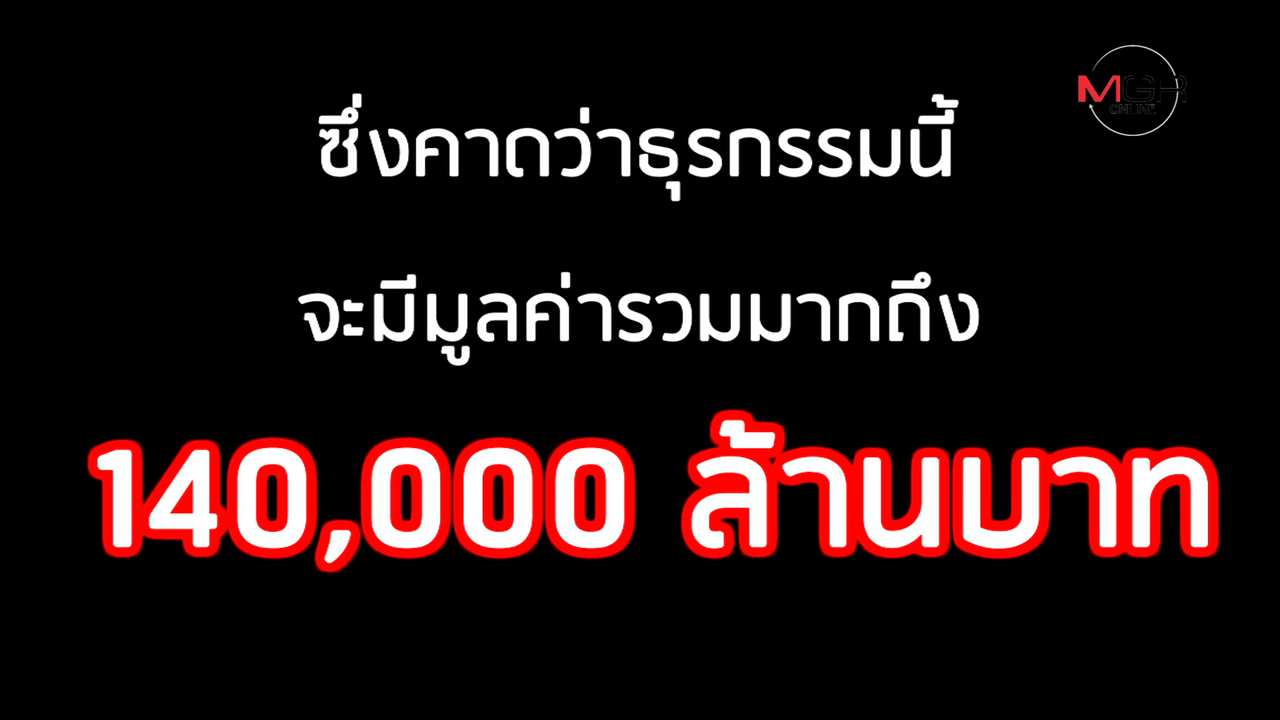 MGR
ONLINE
ซึ่งคาดว่าธุรกรรมนี้
จะมีมูลค่ารวมมากถึง
140,000 ล้านบาท